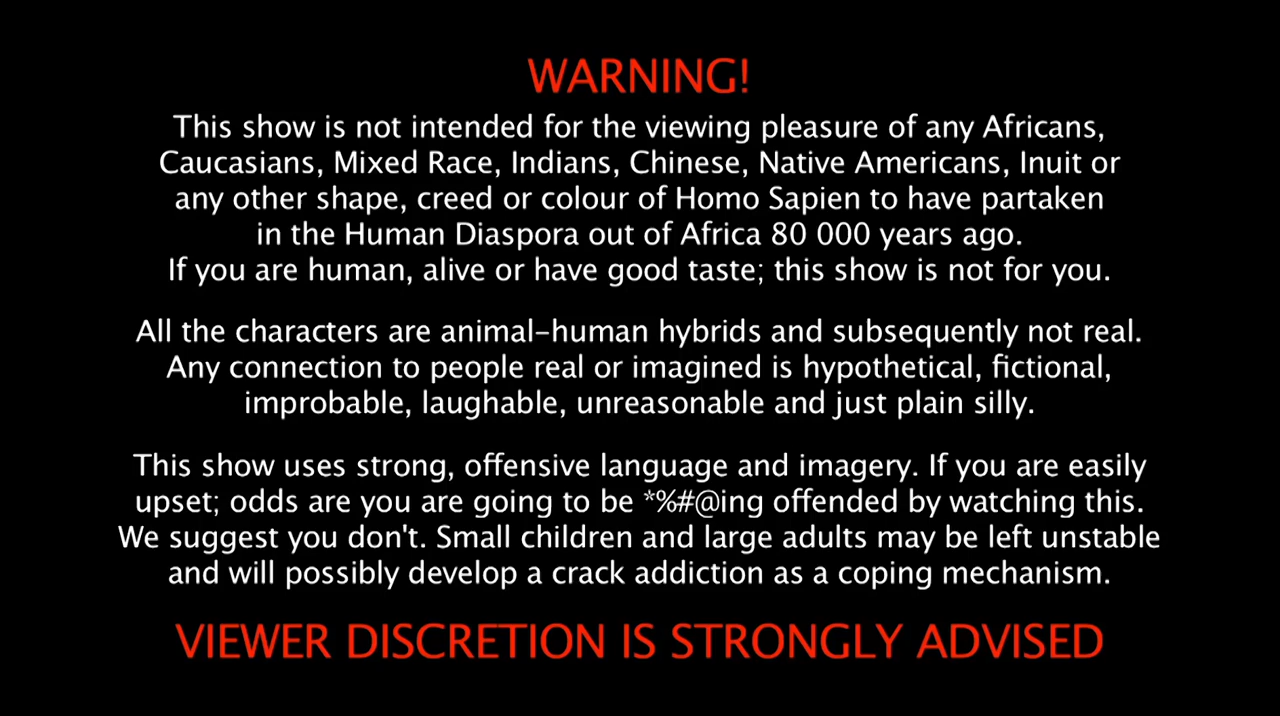 WARNING!
This show is not intended for the viewing pleasure of any Africans,
Caucasians, Mixed Race, Indians, Chinese, Native Americans, Inuit or
any other shape, creed or colour of Homo Sapien to have partaken
in the Human Diaspora out of Africa 80 000 years ago.
If you are human, alive or have good taste; this show is not for you.
All the characters are animal-human hybrids and subsequently not real.
Any connection to people real or imagined is hypothetical, fictional,
improbable, laughable, unreasonable and just plain silly.
This show uses strong, offensive language and imagery. If you are easily
upset; odds are you are going to be *%#@ing offended by watching this.
We suggest you don't. Small children and large adults may be left unstable
and will possibly develop a crack addiction as a coping mechanism.
VIEWER DISCRETION IS STRONGLY ADVISED